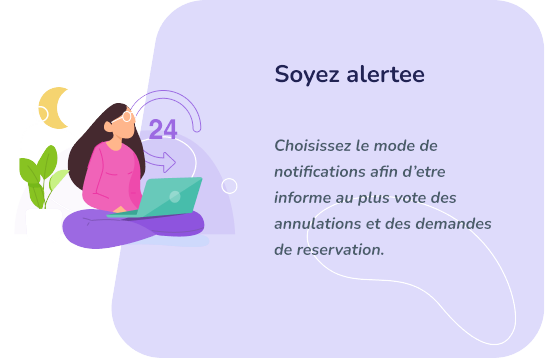 Soyez alertee
24
Choisissez le mode de
notifications afin d'etre
informe au plus vote des
annulations et des demandes
de reservation.